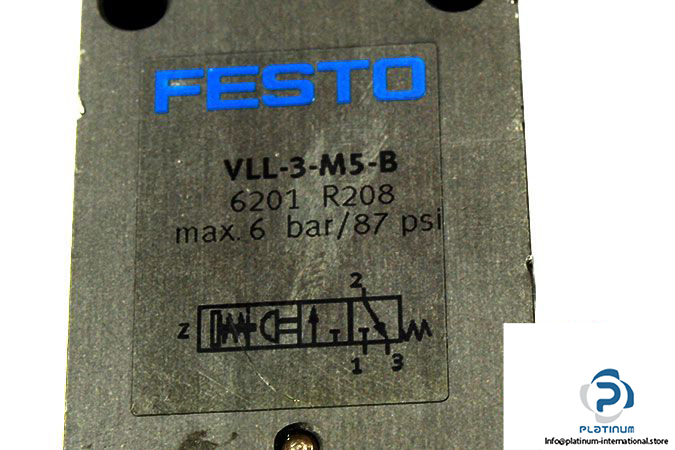 FESTO
VLL-3-M5-B
6201 R208
max. 6 bar/87 psi
2
Z
1 3
PLATINUM
Info@platinum-international.store